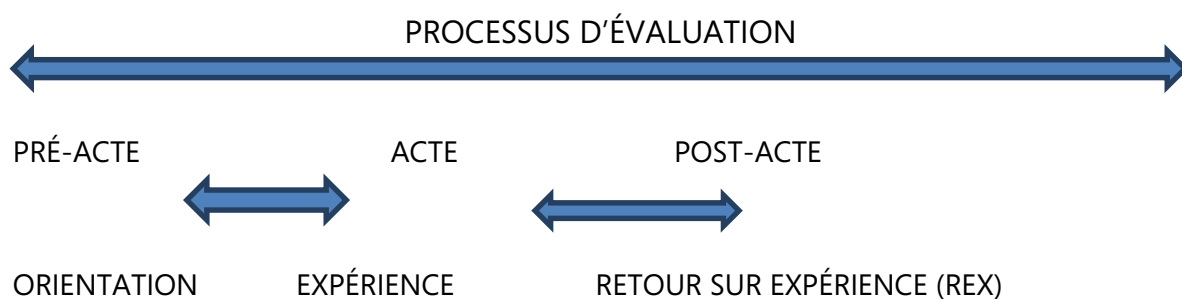 PROCESSUS D’ÉVALUATION
PRÉ-ACTE ACTE POST-ACTE
ORIENTATION EXPÉRIENCE RETOUR SUR EXPÉRIENCE (REX)